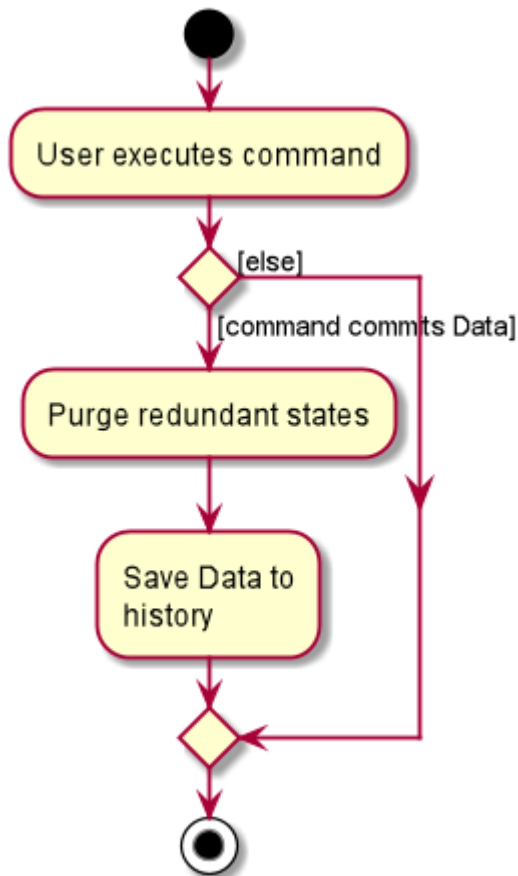 User executes command
[else]
[command commits Data]
Purge redundant states
Save Data to
history